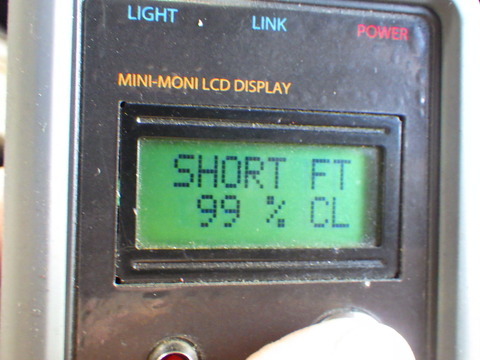 LIGHT LINK POWER
MINI-MONI LCD DISPLAY
SHORT FT
99 % CL